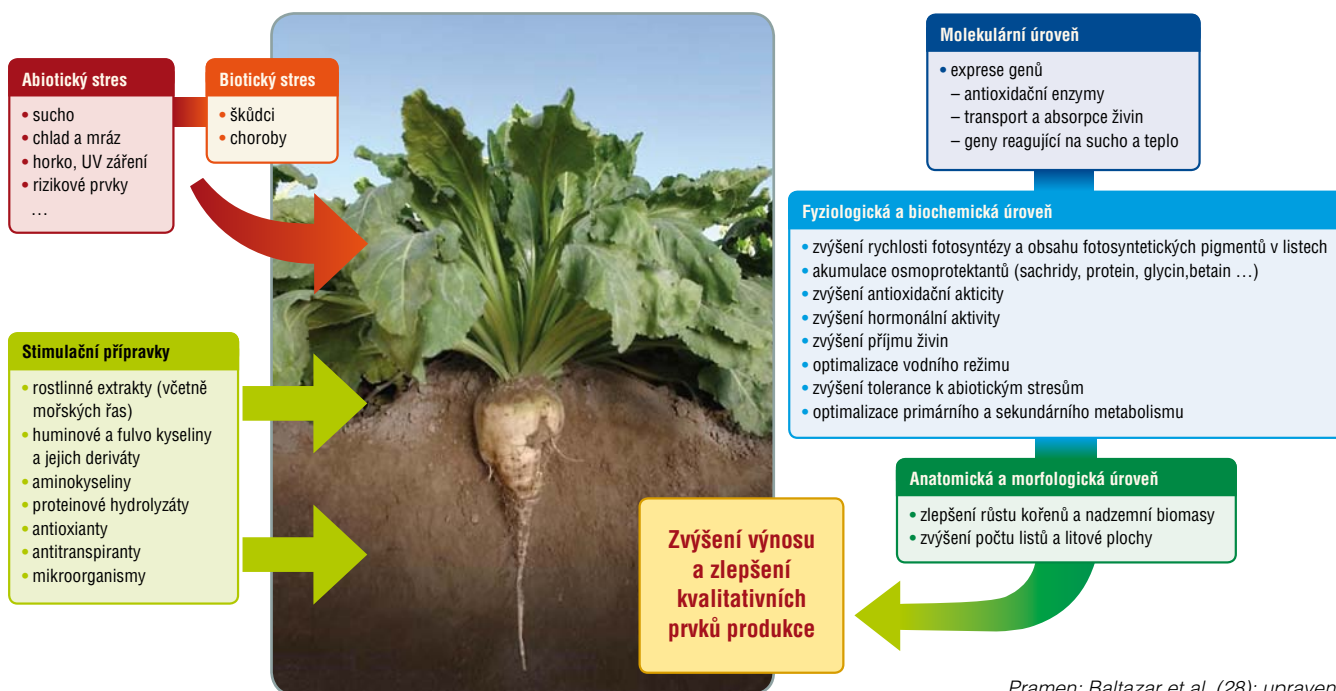 Abiotický stres
• sucho
• chlad a mráz
• horko, UV záření
• rizikové prvky
…
Biotický stres
• škůdci
• choroby
Stimulační přípravky
• rostlinné extrakty (včetně
mořských řas)
• huminové a fulvo kyseliny
a jejich deriváty
• aminokyseliny
• proteinové hydrolyzáty
• antioxianty
• antitranspiranty
• mikroorganismy
Molekulární úroveň
• exprese genů
– antioxidační enzymy
– transport a absorpce živin
– geny reagující na sucho a teplo
Fyziologická a biochemická úroveň
• zvýšení rychlosti fotosyntézy a obsahu fotosyntetických pigmentů v listech
• akumulace osmoprotektantů (sachridy, protein, glycin,betain …)
• zvýšení antioxidační akticity
• zvýšení hormonální aktivity
• zvýšení příjmu živin
• optimalizace vodního režimu
• zvýšení tolerance k abiotickým stresům
• optimalizace primárního a sekundárního metabolismu
Anatomická a morfologická úroveň
• zlepšení růstu kořenů a nadzemní biomasy
• zvýšení počtu listů a litové plochy
Zvýšení výnosu
a zlepšení
kvalitativních
prvků produkce
Pramen: Baltazar et al. (28); upraven